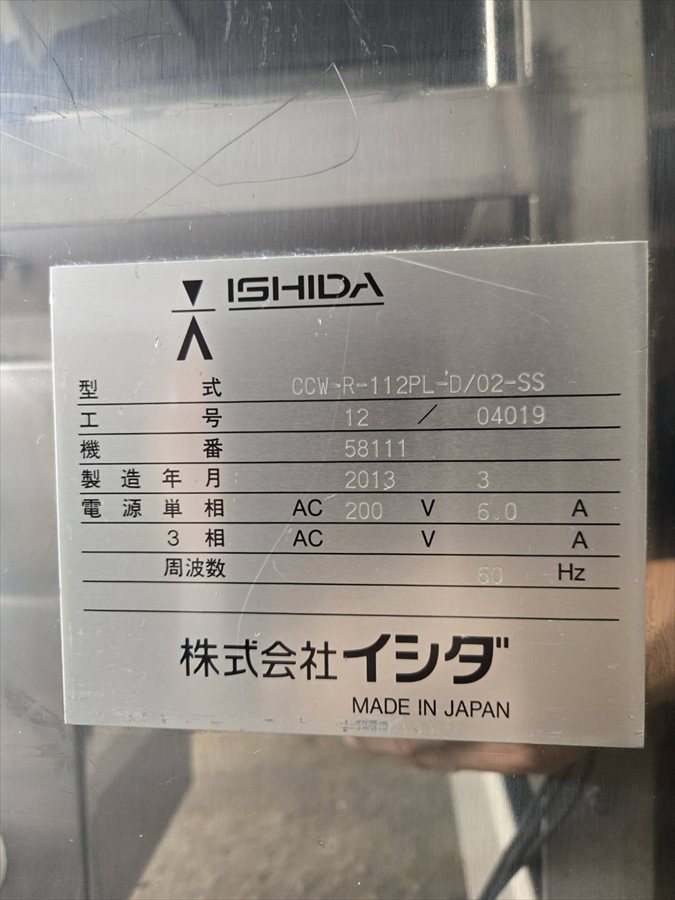 ISHIDA
型式 CCW-R-112PL-D/02-SS
工号 12 / 04019
機番 58111
製造年月 2013 3
電源単相 AC 200 V 6.0 A
3相 AC V A
周波数 60 Hz
株式会社イシダ
MADE IN JAPAN